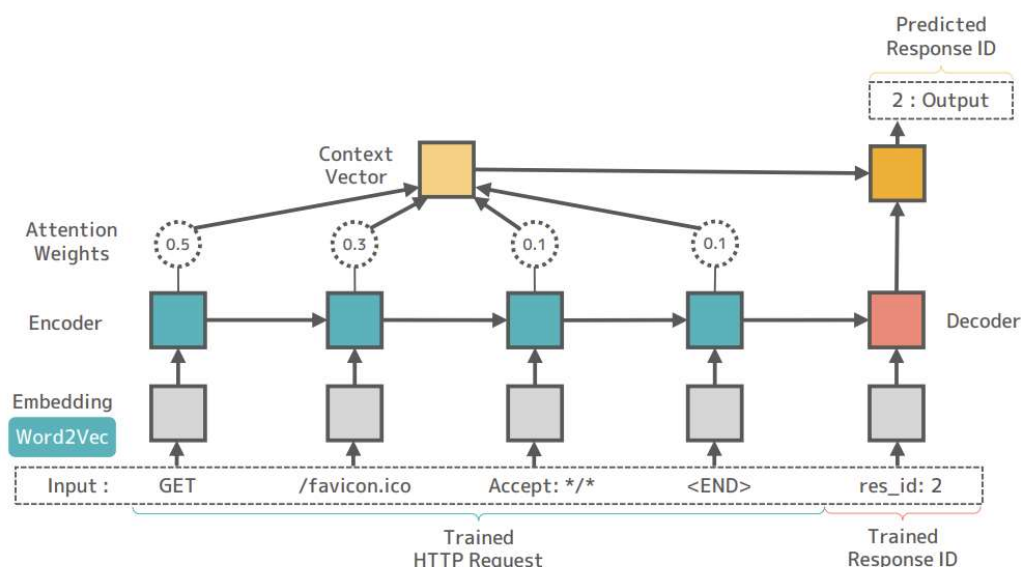 Predicted
Response ID
2 : Output
Context
Vector
Attention
Weights
0.5
0.3
0.1
0.1
Encoder
Decoder
Embedding
Word2Vec
Input : GET /favicon.ico Accept: */* <END> res_id: 2
Trained
HTTP Request
Trained
Response ID